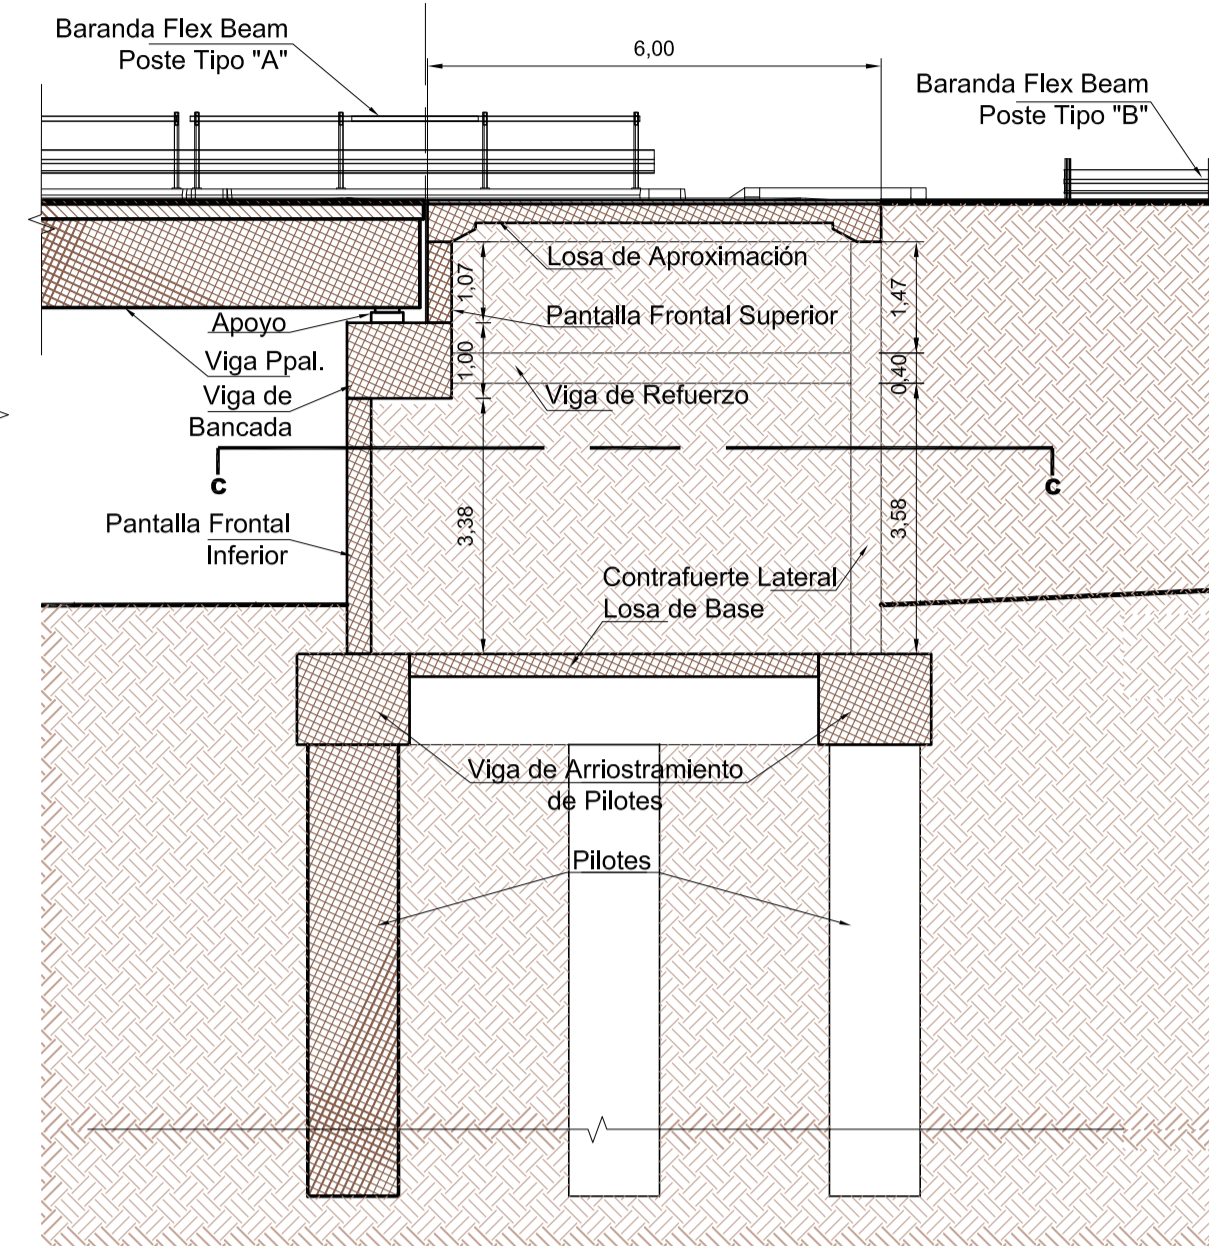 Baranda Flex Beam
Poste Tipo "A"
6,00
Baranda Flex Beam
Poste Tipo "B"
Losa de Aproximación
1,07
1,47
Apoyo
Pantalla Frontal Superior
Viga Ppal.
1,00
0,40
Viga de
Bancada
Viga de Refuerzo
C
C
Pantalla Frontal
Inferior
3,38
3,58
Contrafuerte Lateral
Losa de Base
Viga de Arriostramiento
de Pilotes
Pilotes